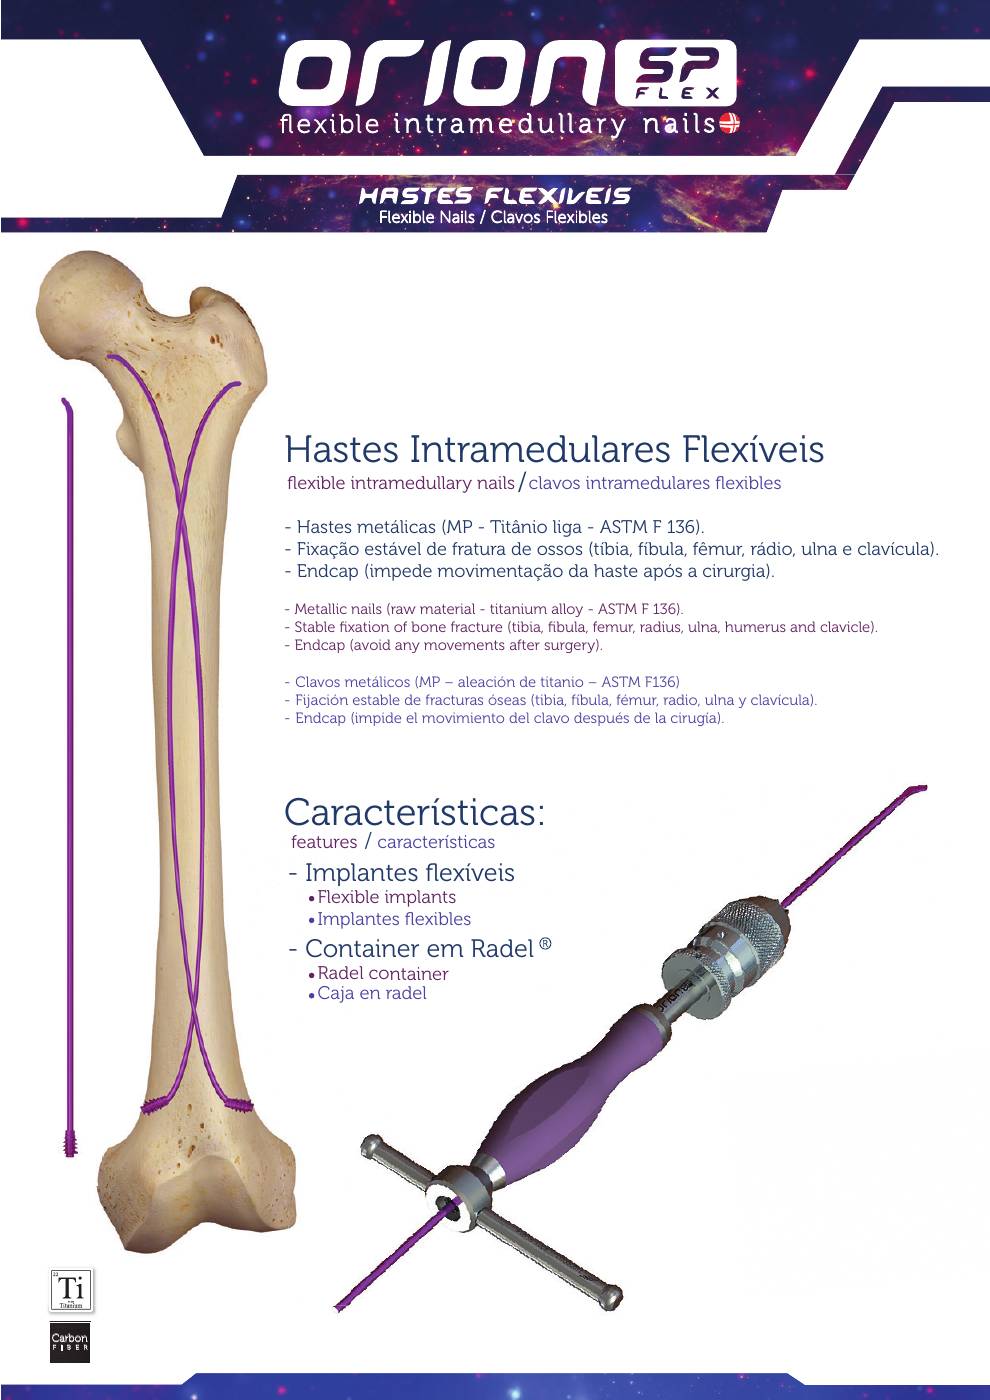 orion SP FLEX
flexible intramedullary nails
HASTES FLEXÍVEIS
Flexible Nails / Clavos Flexibles
Hastes Intramedulares Flexíveis
flexible intramedullary nails / clavos intramedulares flexibles
- Hastes metálicas (MP - Titânio liga - ASTM F 136).
- Fixação estável de fratura de ossos (tíbia, fíbula, fêmur, rádio, ulna e clavícula).
- Endcap (impede movimentação da haste após a cirurgia).
- Metallic nails (raw material - titanium alloy - ASTM F 136).
- Stable fixation of bone fracture (tibia, fibula, femur, radius, ulna, humerus and clavicle).
- Endcap (avoid any movements after surgery).
- Clavos metálicos (MP – aleación de titanio – ASTM F136)
- Fijación estable de fracturas óseas (tibia, fíbula, fémur, radio, ulna y clavícula).
- Endcap (impide el movimiento del clavo después de la cirugía).
Características:
features / características
- Implantes flexíveis
• Flexible implants
• Implantes flexibles
- Container em Radel ®
• Radel container
• Caja en radel
orion
22
Ti
Titanium
Carbon
FIBER